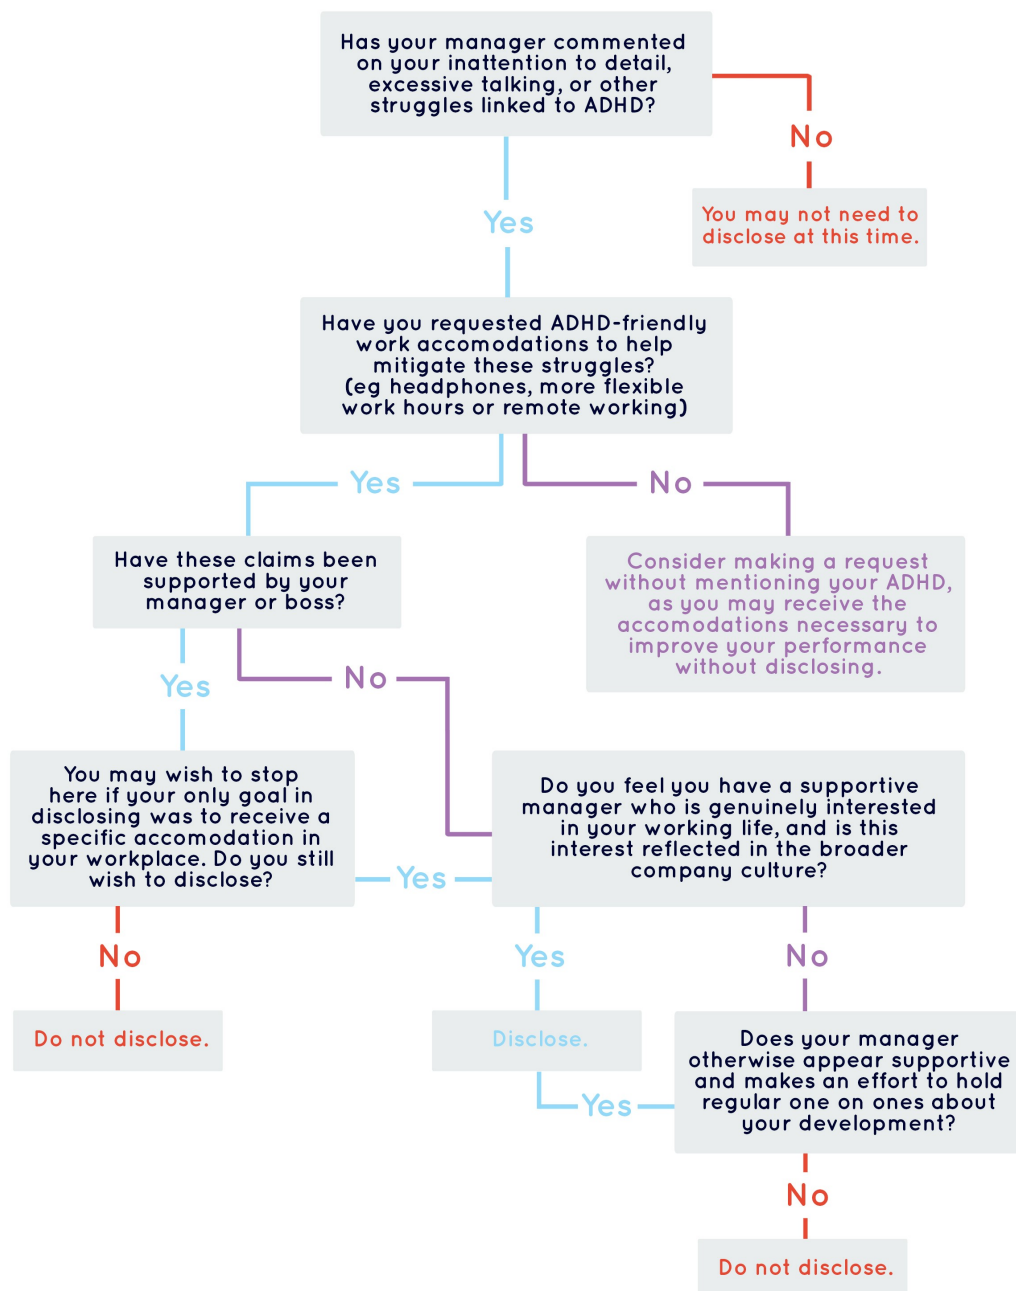 Has your manager commented
on your inattention to detail,
excessive talking, or other
struggles linked to ADHD?
No
You may not need to
disclose at this time.
Yes
Have you requested ADHD-friendly
work accomodations to help
mitigate these struggles?
(eg headphones, more flexible
work hours or remote working)
Yes
No
Have these claims been
supported by your
manager or boss?
Consider making a request
without mentioning your ADHD,
as you may receive the
accomodations necessary to
improve your performance
without disclosing.
Yes
No
You may wish to stop
here if your only goal in
disclosing was to receive a
specific accomodation in
your workplace. Do you still
wish to disclose?
Yes
Do you feel you have a supportive
manager who is genuinely interested
in your working life, and is this
interest reflected in the broader
company culture?
No
Yes
No
Do not disclose.
Disclose.
Does your manager
otherwise appear supportive
and makes an effort to hold
regular one on ones about
your development?
Yes
No
Do not disclose.